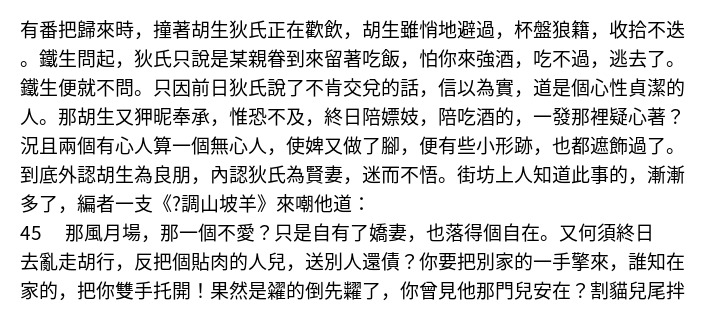 有番把歸來時，撞著胡生狄氏正在歡飲，胡生雖悄地避過，杯盤狼籍，收拾不迭
。鐵生問起，狄氏只說是某親眷到來留著吃飯，怕你來強酒，吃不過，逃去了。
鐵生便就不問。只因前日狄氏說了不肯交兌的話，信以為實，道是個心性貞潔的
人。那胡生又狎昵奉承，惟恐不及，終日陪嫖妓，陪吃酒的，一發那裡疑心著？
況且兩個有心人算一個無心人，使婢又做了腳，便有些小形跡，也都遮飾過了。
到底外認胡生為良朋，內認狄氏為賢妻，迷而不悟。街坊上人知道此事的，漸漸
多了，編者一支《?調山坡羊》來嘲他道：
45　那風月場，那一個不愛？只是自有了嬌妻，也落得個自在。又何須終日
去亂走胡行，反把個貼肉的人兒，送別人還債？你要把別家的一手擎來，誰知在
家的，把你雙手托開！果然是糴的倒先糶了，你曾見他那門兒安在？割貓兒尾拌